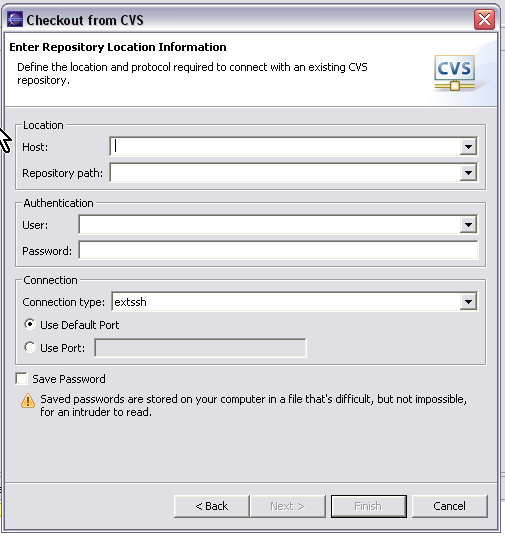 Checkout from CVS
Enter Repository Location Information
Define the location and protocol required to connect with an existing CVS
repository.
CVS
Location
Host:
Repository path:
Authentication
User:
Password:
Connection
Connection type: extssh
Use Default Port
Use Port:
Save Password
Saved passwords are stored on your computer in a file that's difficult, but not impossible,
for an intruder to read.
< Back Next > Finish Cancel